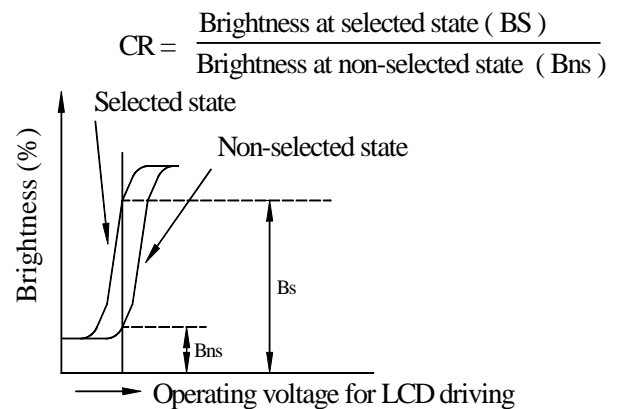 CR = Brightness at selected state ( BS )
Brightness at non-selected state ( Bns )
Selected state
Non-selected state
Brightness (%)
Bs
Bns
Operating voltage for LCD driving